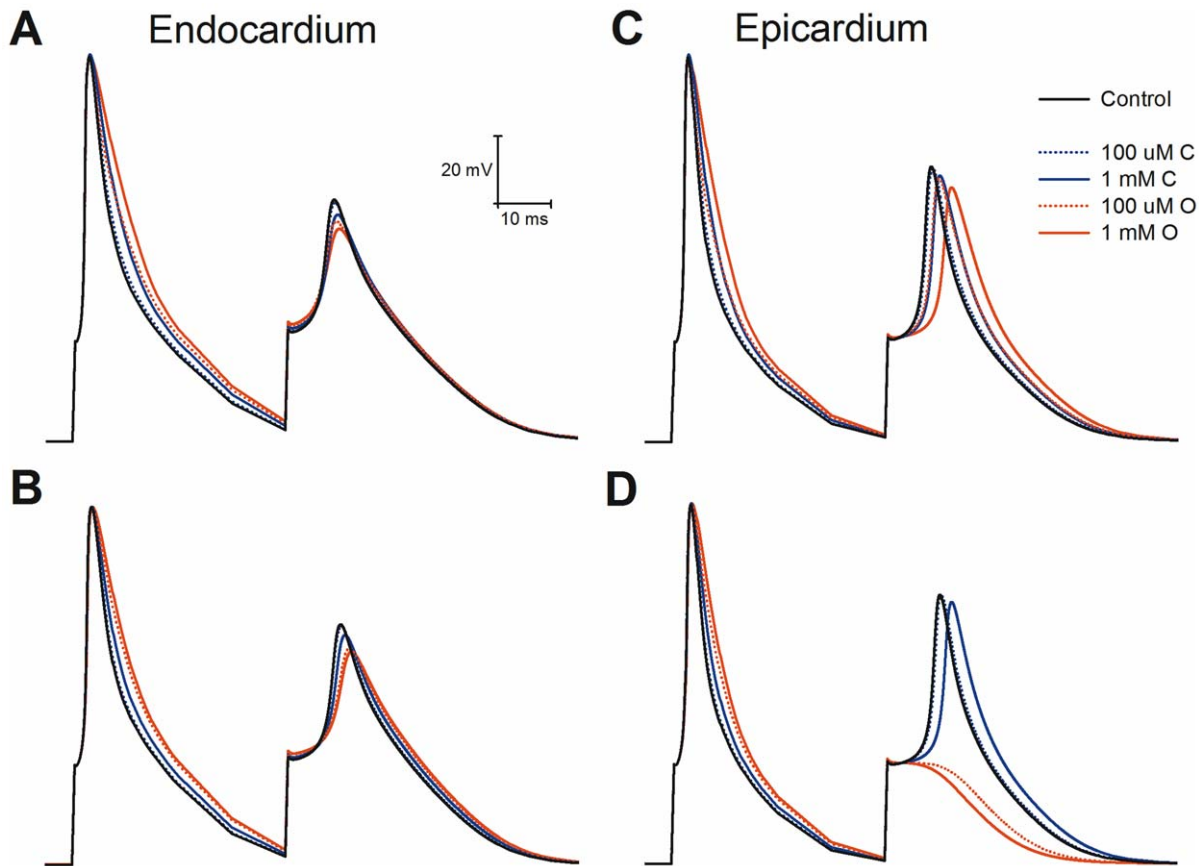 A
Endocardium
20 mV
10 ms
C
Epicardium
Control
100 uM C
1 mM C
100 uM O
1 mM O
B
D